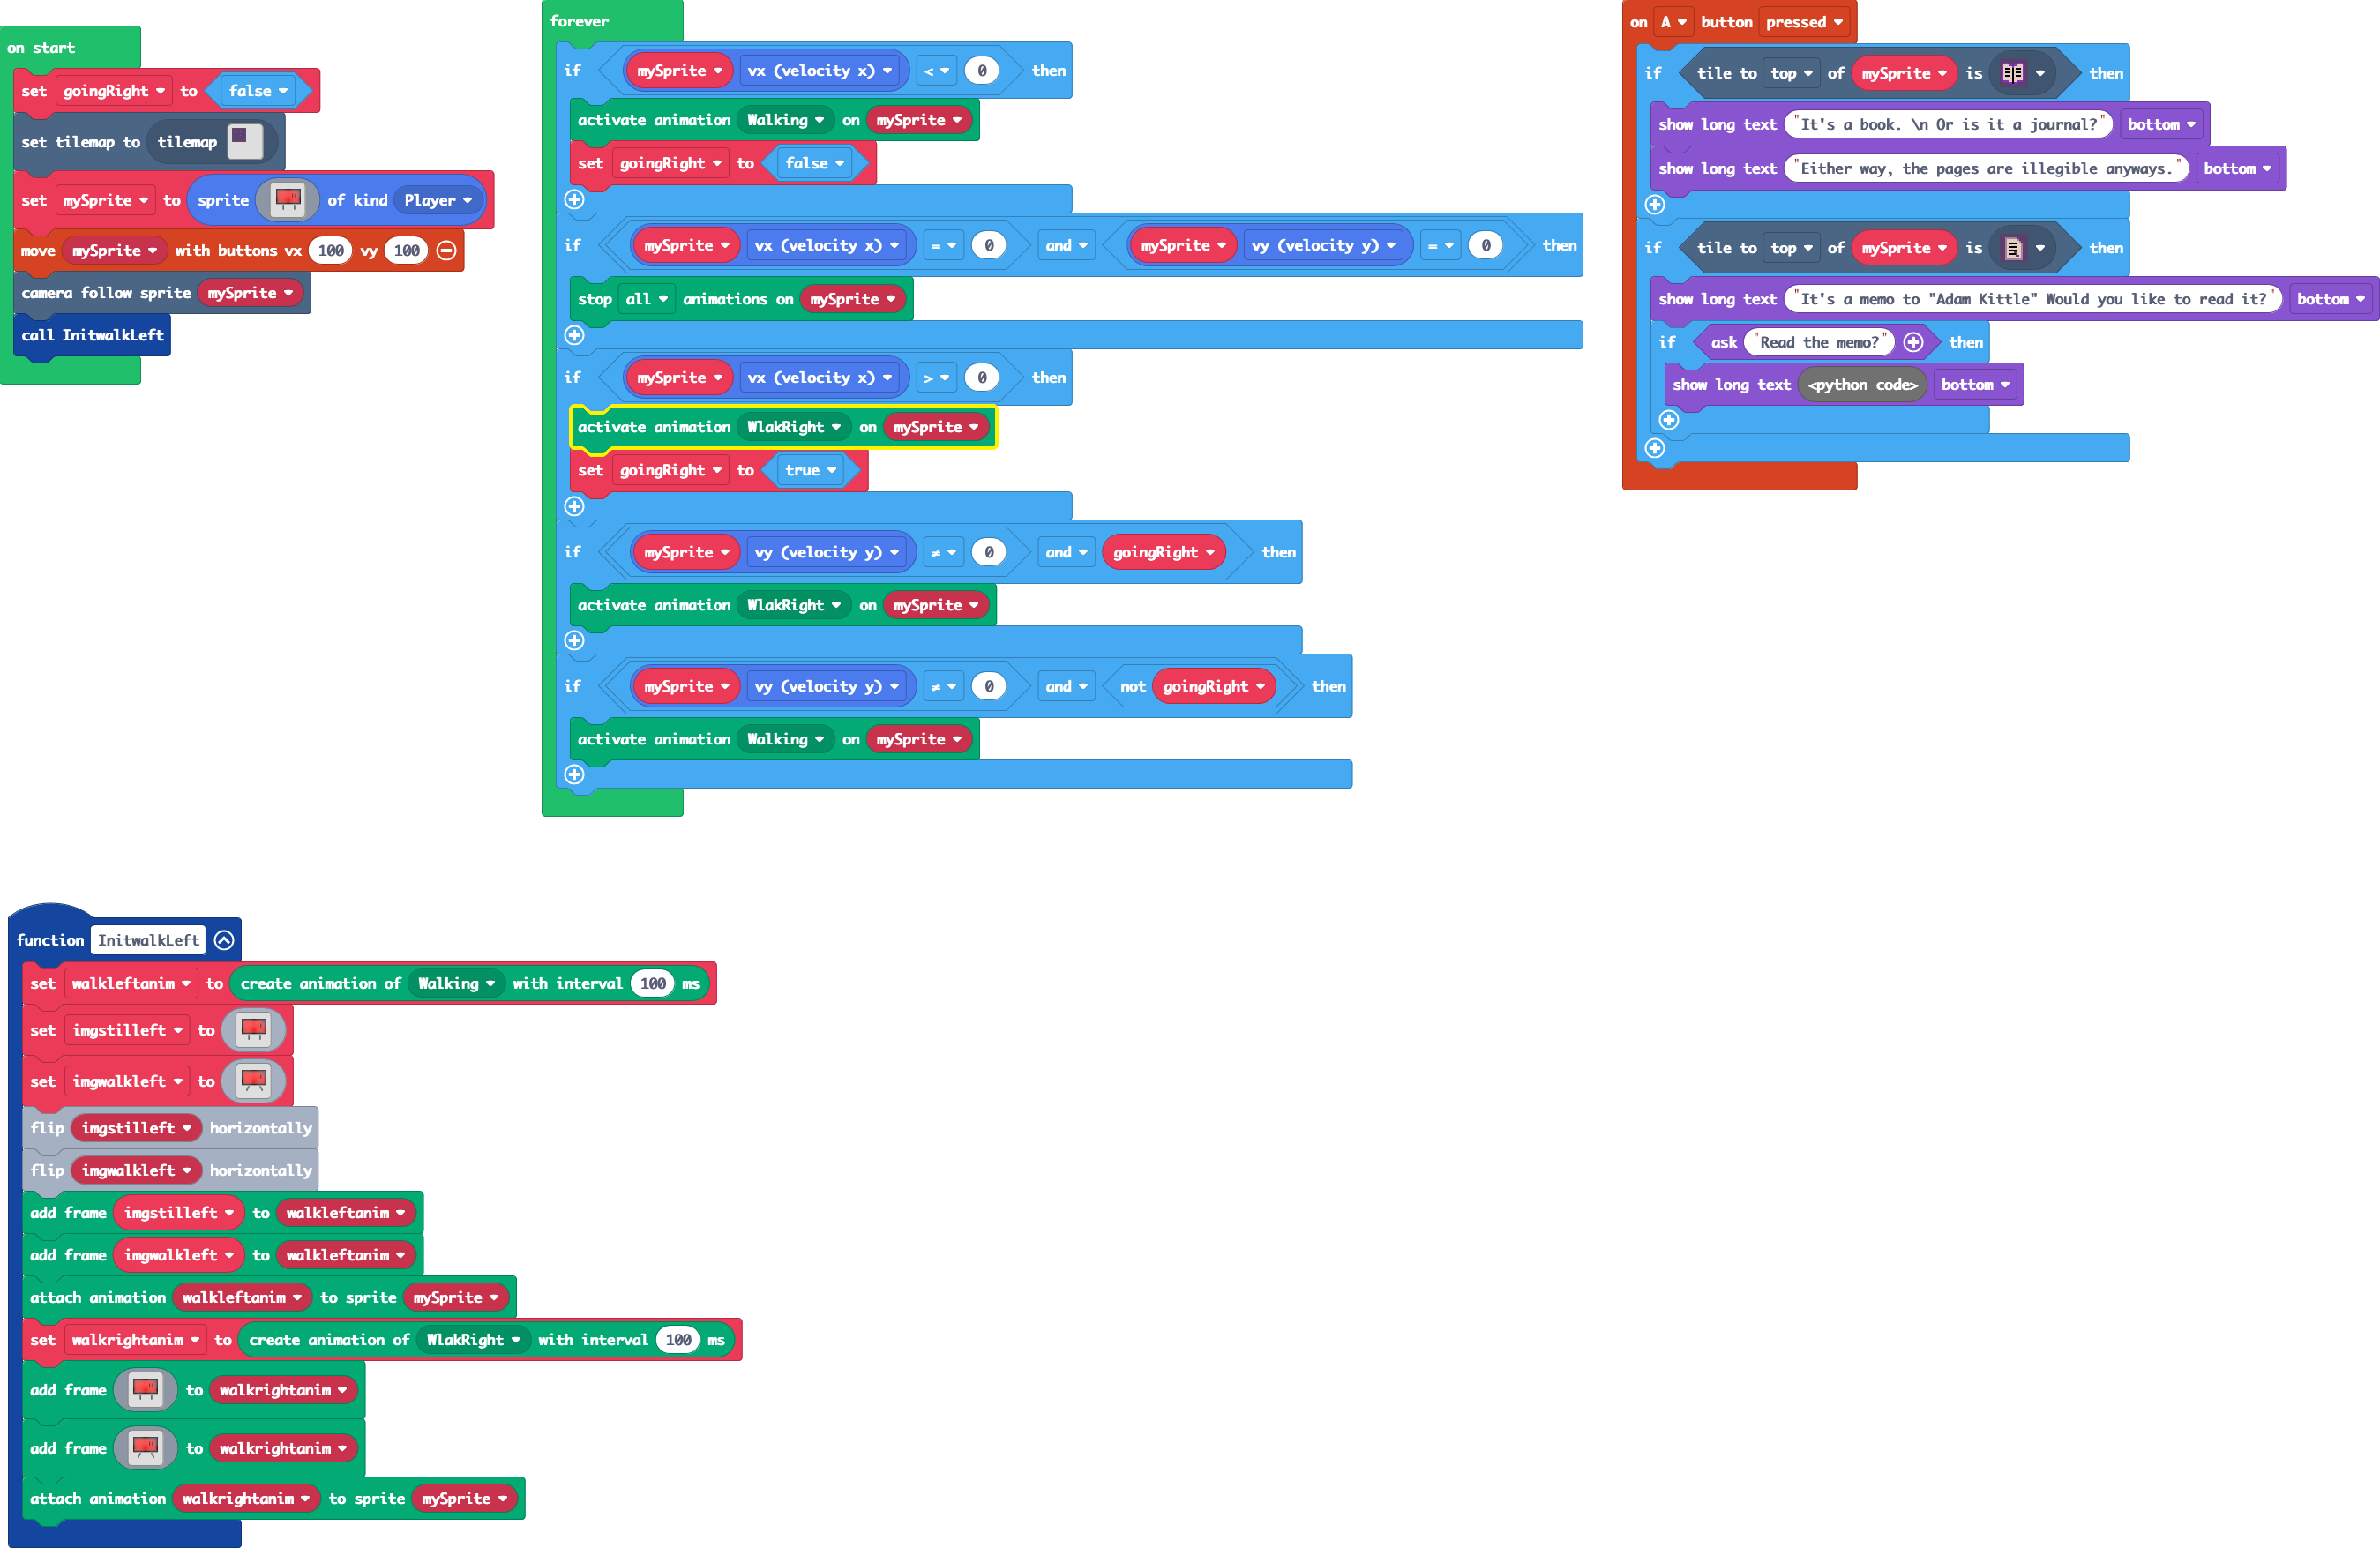 on start
set goingRight to false
set tilemap to tilemap
set mySprite to sprite of kind Player
move mySprite with buttons vx 100 vy 100
camera follow sprite mySprite
call InitwalkLeft
forever
if mySprite vx (velocity x) < 0 then
activate animation Walking on mySprite
set goingRight to false
if mySprite vx (velocity x) = 0 and mySprite vy (velocity y) = 0 then
stop all animations on mySprite
if mySprite vx (velocity x) > 0 then
activate animation WlakRight on mySprite
set goingRight to true
if mySprite vy (velocity y) ≠ 0 and goingRight then
activate animation WlakRight on mySprite
if mySprite vy (velocity y) ≠ 0 and not goingRight then
activate animation Walking on mySprite
on A button pressed
if tile to top of mySprite is then
show long text "It's a book. \n Or is it a journal?" bottom
show long text "Either way, the pages are illegible anyways." bottom
if tile to top of mySprite is then
show long text "It's a memo to "Adam Kittle" Would you like to read it?" bottom
if ask "Read the memo?" then
show long text <python code> bottom
function InitwalkLeft
set walkleftanim to create animation of Walking with interval 100 ms
set imgstilleft to
set imgwalkleft to
flip imgstilleft horizontally
flip imgwalkleft horizontally
add frame imgstilleft to walkleftanim
add frame imgwalkleft to walkleftanim
attach animation walkleftanim to sprite mySprite
set walkrightanim to create animation of WlakRight with interval 100 ms
add frame to walkrightanim
add frame to walkrightanim
attach animation walkrightanim to sprite mySprite